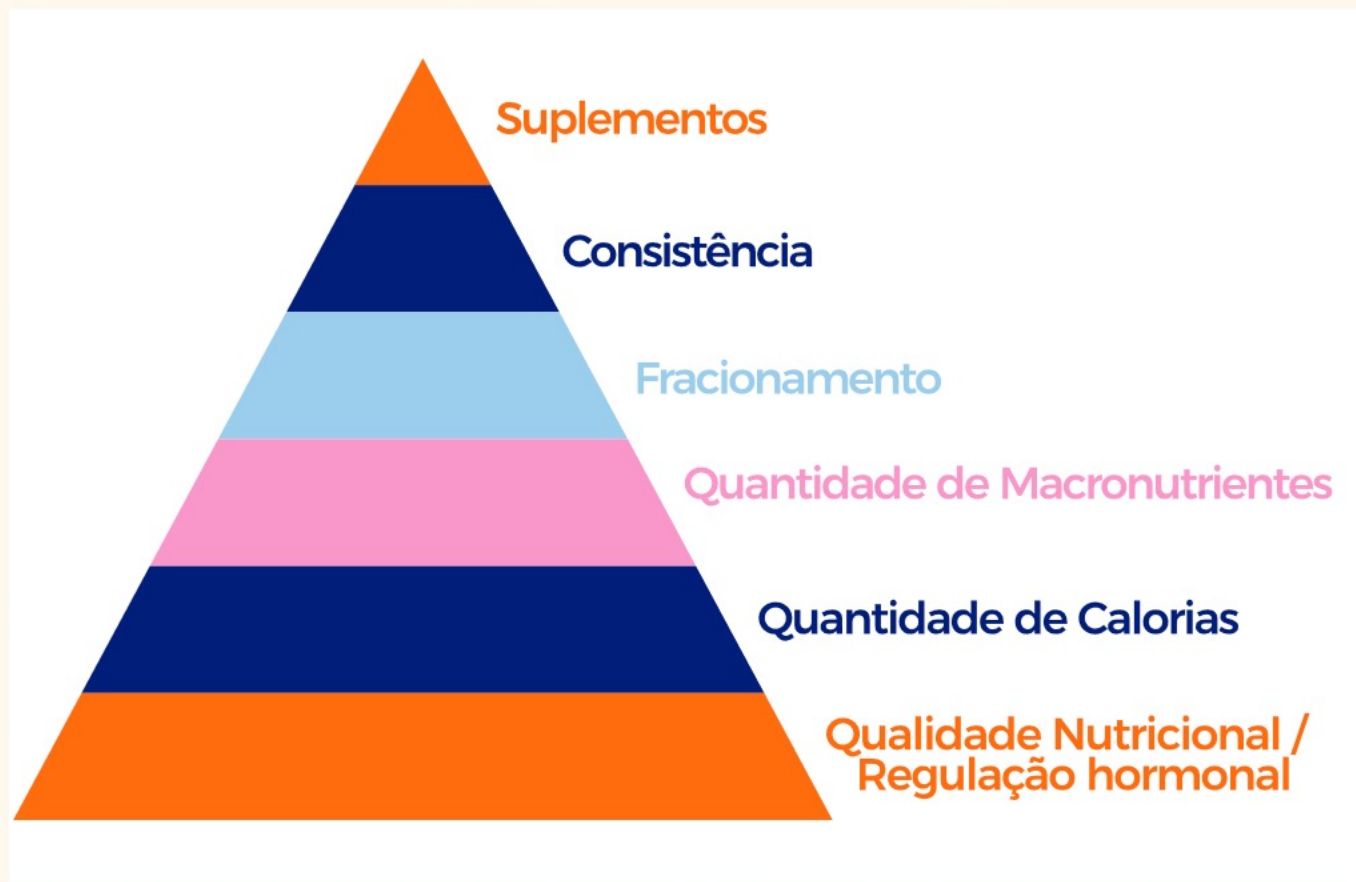 Suplementos
Consistência
Fracionamento
Quantidade de Macronutrientes
Quantidade de Calorias
Qualidade Nutricional /
Regulação hormonal